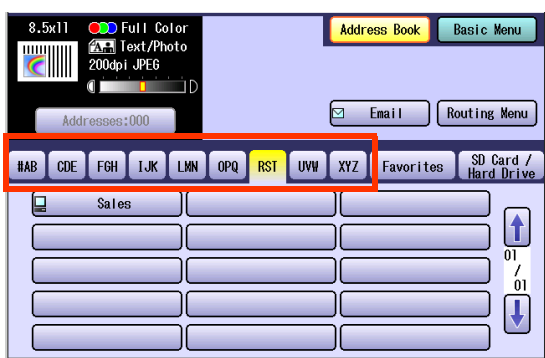 8.5x11 Full Color
A Text/Photo
200dpi JPEG
Addresses:000
Address Book Basic Menu
Email Routing Menu
#AB CDE FGH IJK LMN OPQ RST UVW XYZ Favorites SD Card / Hard Drive
Sales
01
/
01